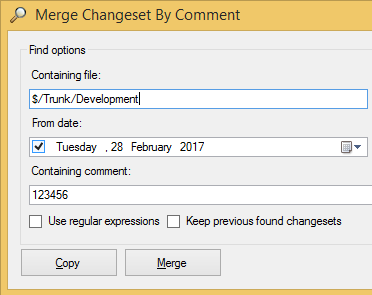 Merge Changeset By Comment
Find options
Containing file:
$/Trunk/Development
From date:
Tuesday , 28 February 2017
Containing comment:
123456
Use regular expressions Keep previous found changesets
Copy Merge